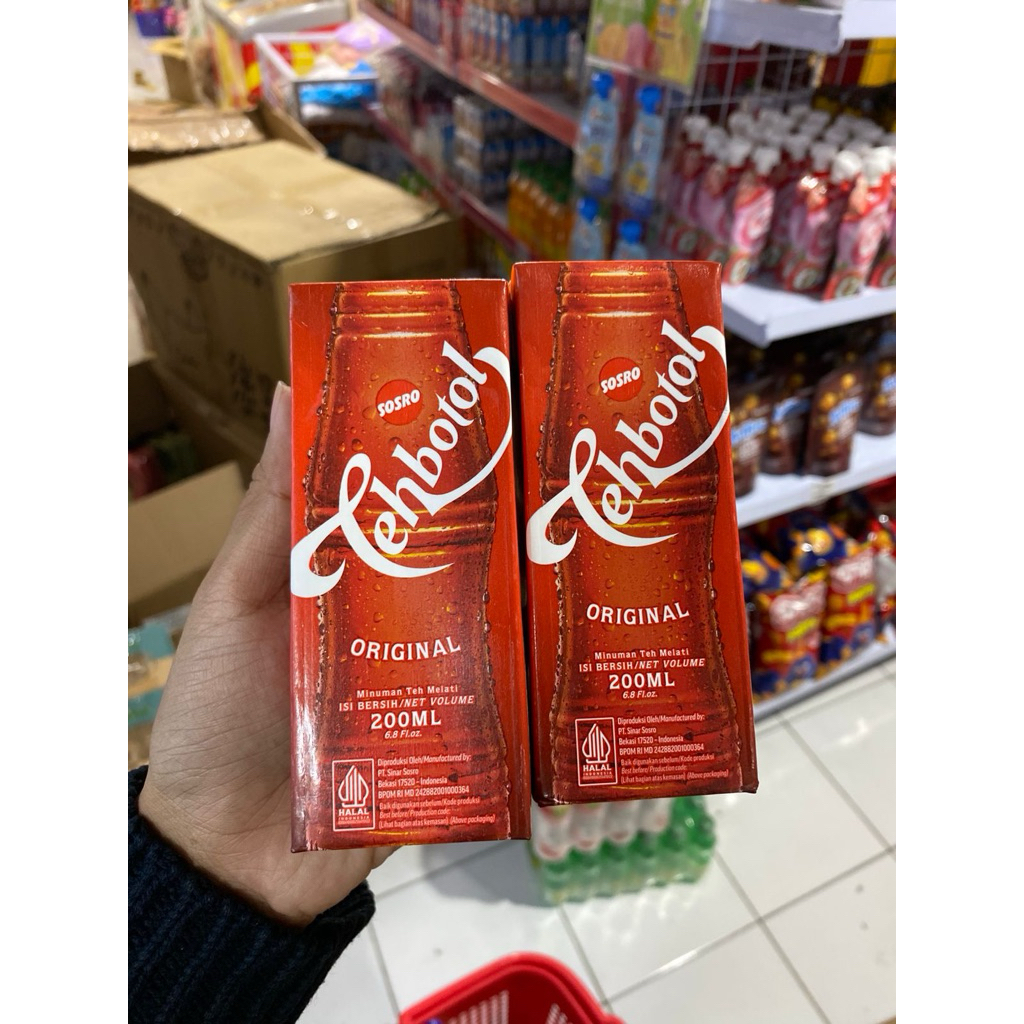 SOSRO
Tehbotol
ORIGINAL
Minuman Teh Melati
ISI BERSIH/NET VOLUME
200ML
6.8 Fl.oz.
HALAL
INDONESIA
Diproduksi Oleh/Manufactured by:
PT. Sinar Sosro
Bekasi 17520 - Indonesia
BPOM RI MD 242882001000364
Baik digunakan sebelum/Kode produksi
Best before/Production code:
(Lihat bagian atas kemasan) (Above packaging)
SOSRO
Tehbotol
ORIGINAL
Minuman Teh Melati
ISI BERSIH/NET VOLUME
200ML
6.8 Fl.oz.
HALAL
INDONESIA
Diproduksi Oleh/Manufactured by:
PT. Sinar Sosro
Bekasi 17520 - Indonesia
BPOM RI MD 242882001000364
Baik digunakan sebelum/Kode produksi
Best before/Production code:
(Lihat bagian atas kemasan) (Above packaging)